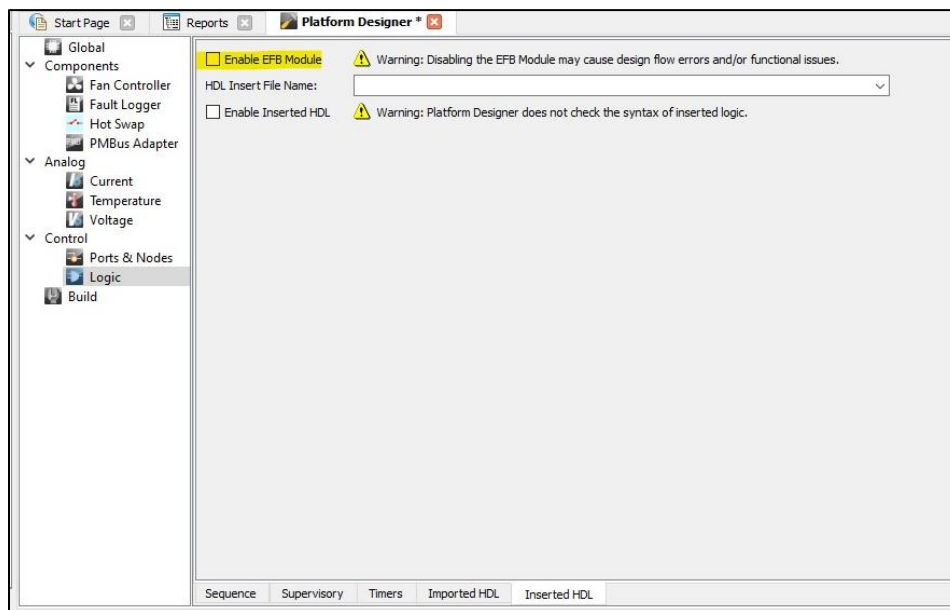 Start Page
Reports
Platform Designer *
Global
Components
Fan Controller
Fault Logger
Hot Swap
PMBus Adapter
Analog
Current
Temperature
Voltage
Control
Ports & Nodes
Logic
Build
Enable EFB Module
Warning: Disabling the EFB Module may cause design flow errors and/or functional issues.
HDL Insert File Name:
Enable Inserted HDL
Warning: Platform Designer does not check the syntax of inserted logic.
Sequence
Supervisory
Timers
Imported HDL
Inserted HDL